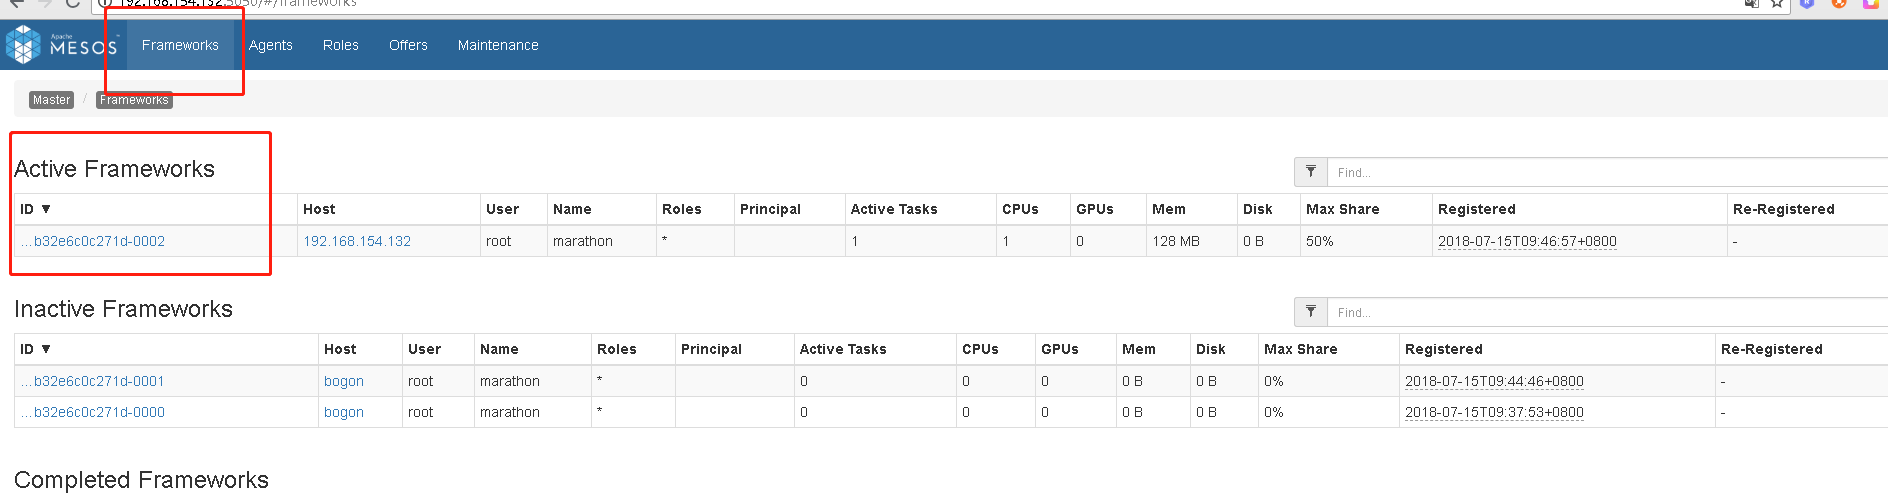 192.168.154.132:5050/#/frameworks
Apache MESOS™ Frameworks Agents Roles Offers Maintenance
Master / Frameworks
Active Frameworks
Find...
ID ▼ Host User Name Roles Principal Active Tasks CPUs GPUs Mem Disk Max Share Registered Re-Registered
...b32e6c0c271d-0002 192.168.154.132 root marathon * 1 1 0 128 MB 0 B 50% 2018-07-15T09:46:57+0800 -
Inactive Frameworks
Find...
ID ▼ Host User Name Roles Principal Active Tasks CPUs GPUs Mem Disk Max Share Registered Re-Registered
...b32e6c0c271d-0001 bogon root marathon * 0 0 0 0 B 0 B 0% 2018-07-15T09:44:46+0800 -
...b32e6c0c271d-0000 bogon root marathon * 0 0 0 0 B 0 B 0% 2018-07-15T09:37:53+0800 -
Completed Frameworks